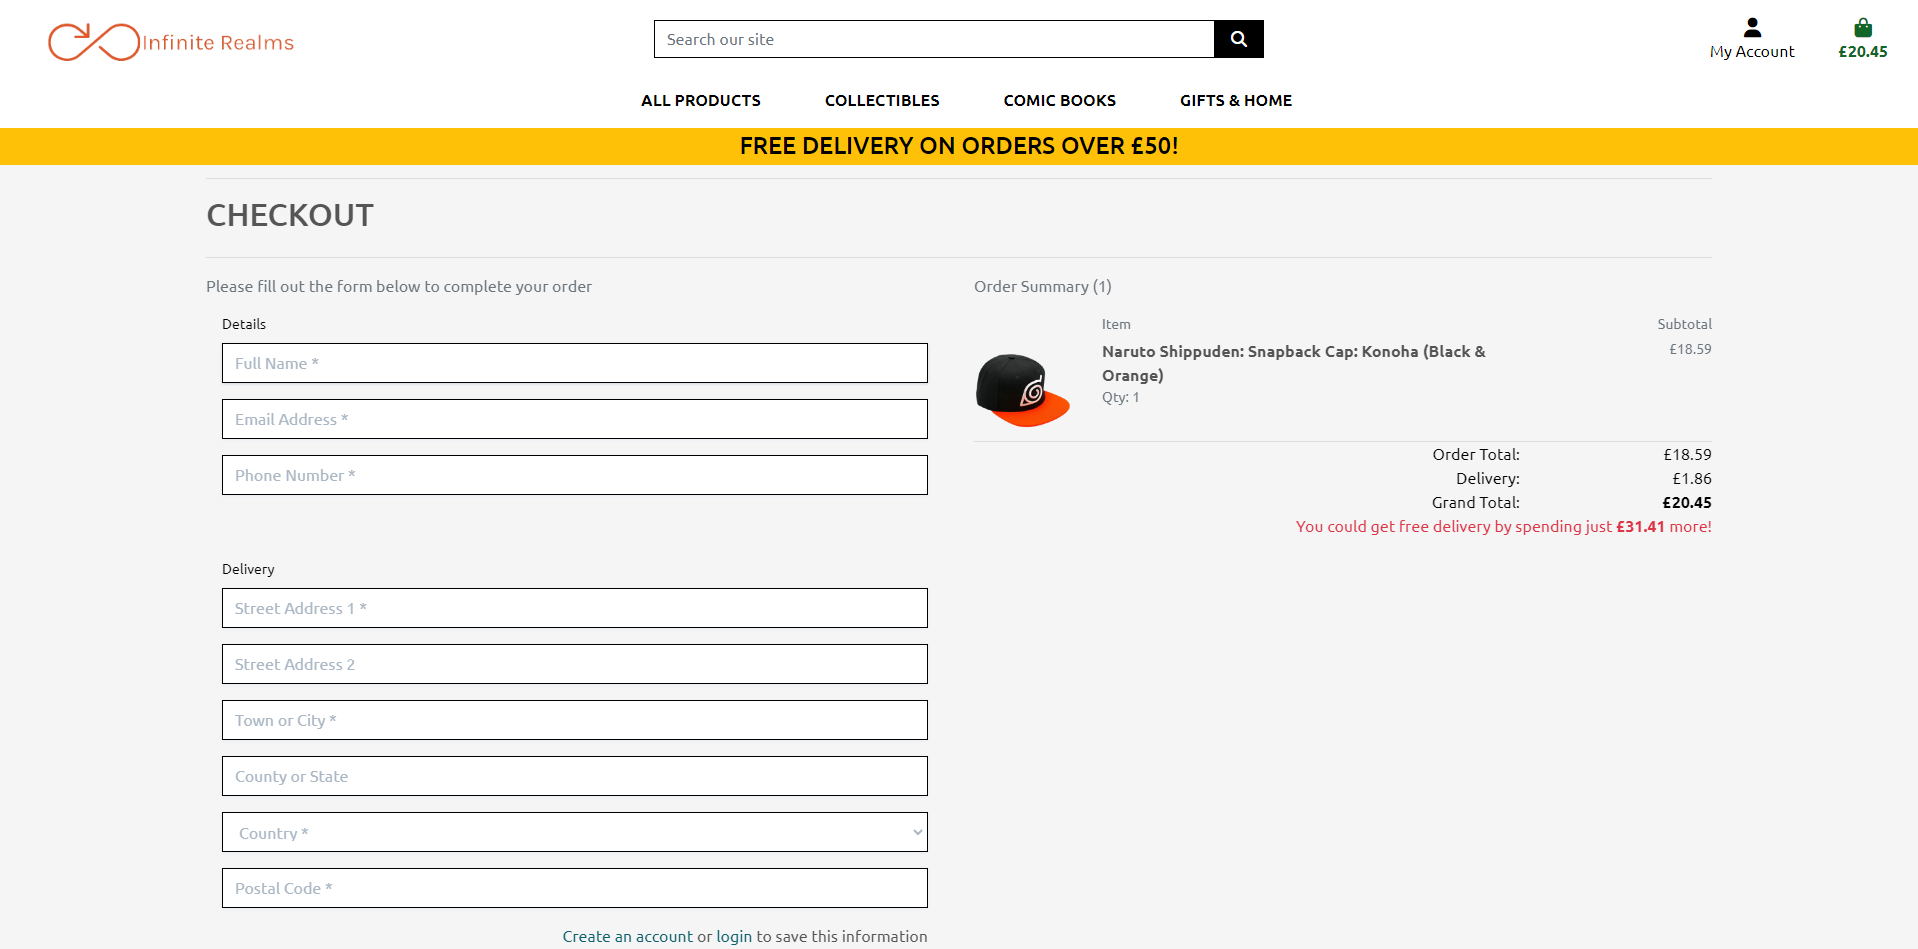 Infinite Realms
Search our site
My Account
£20.45
ALL PRODUCTS COLLECTIBLES COMIC BOOKS GIFTS & HOME
FREE DELIVERY ON ORDERS OVER £50!
CHECKOUT
Please fill out the form below to complete your order
Details
Full Name *
Email Address *
Phone Number *
Delivery
Street Address 1 *
Street Address 2
Town or City *
County or State
Country *
Postal Code *
Create an account or login to save this information
Order Summary (1)
Item Subtotal
Naruto Shippuden: Snapback Cap: Konoha (Black & £18.59
Orange)
Qty: 1
Order Total: £18.59
Delivery: £1.86
Grand Total: £20.45
You could get free delivery by spending just £31.41 more!